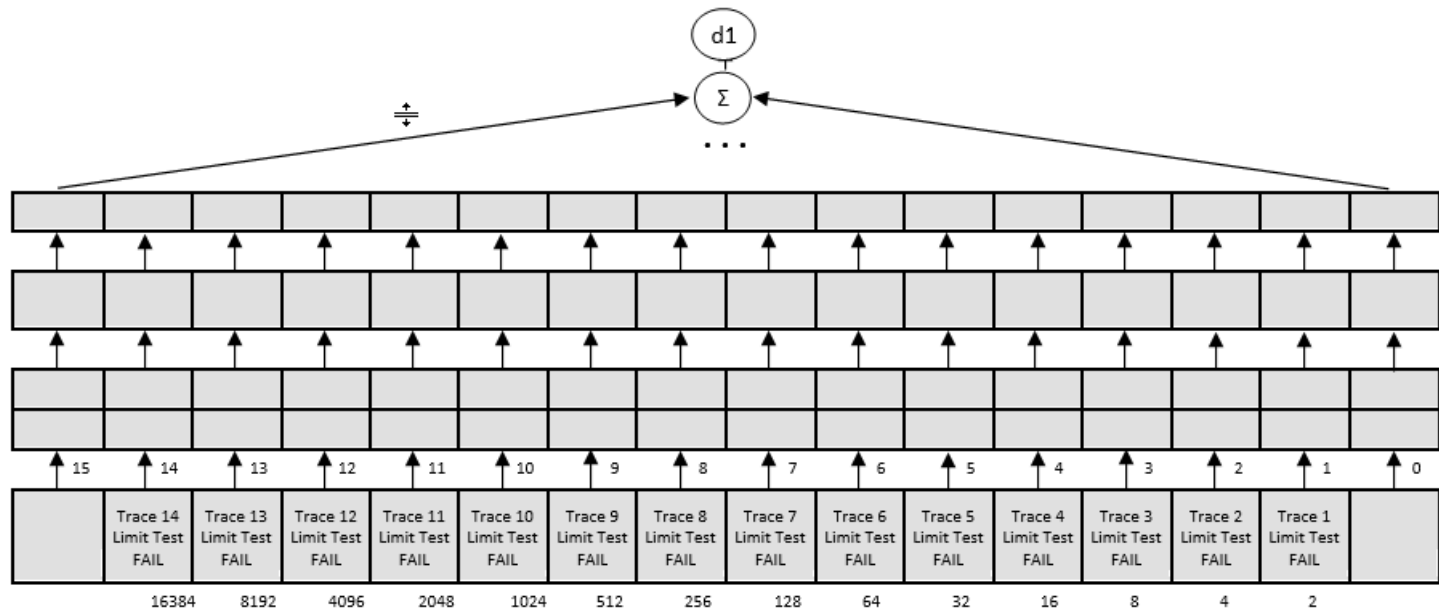 d1
Σ
...
15 14 13 12 11 10 9 8 7 6 5 4 3 2 1 0
Trace 14 Trace 13 Trace 12 Trace 11 Trace 10 Trace 9 Trace 8 Trace 7 Trace 6 Trace 5 Trace 4 Trace 3 Trace 2 Trace 1
Limit Test Limit Test Limit Test Limit Test Limit Test Limit Test Limit Test Limit Test Limit Test Limit Test Limit Test Limit Test Limit Test Limit Test
FAIL FAIL FAIL FAIL FAIL FAIL FAIL FAIL FAIL FAIL FAIL FAIL FAIL FAIL
16384 8192 4096 2048 1024 512 256 128 64 32 16 8 4 2